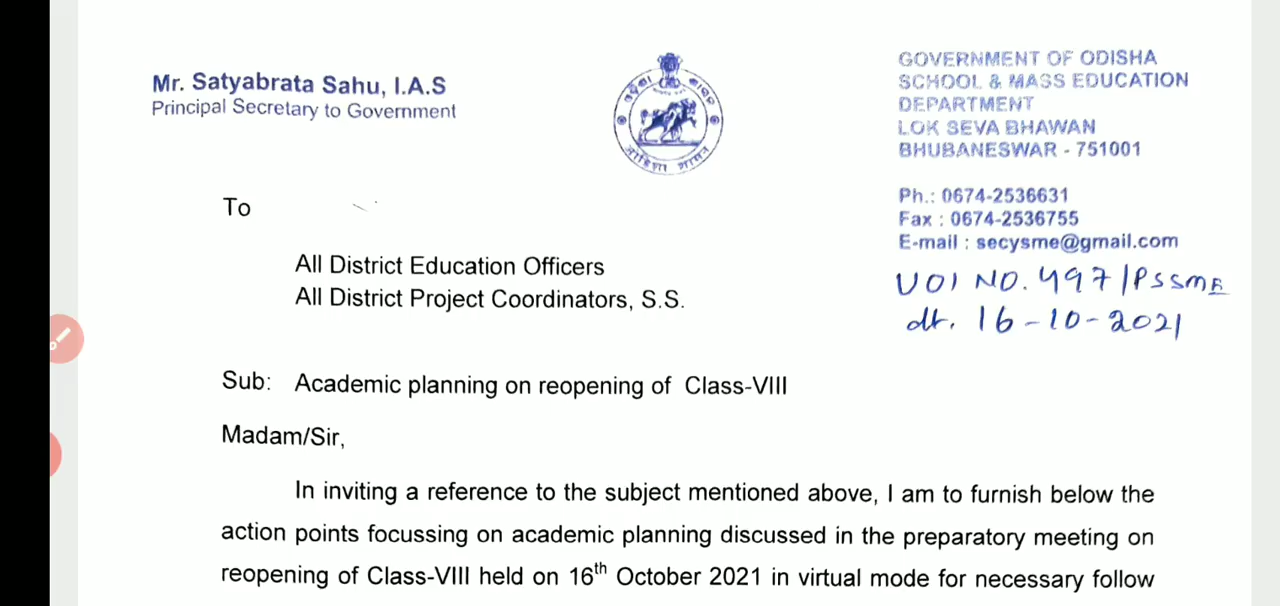 Mr. Satyabrata Sahu, I.A.S
Principal Secretary to Government
GOVERNMENT OF ODISHA
SCHOOL & MASS EDUCATION
DEPARTMENT
LOK SEVA BHAWAN
BHUBANESWAR - 751001
Ph.: 0674-2536631
Fax : 0674-2536755
E-mail : secysme@gmail.com
UOI NO. 497/PSSME
dt. 16-10-2021
To
All District Education Officers
All District Project Coordinators, S.S.
Sub: Academic planning on reopening of Class-VIII
Madam/Sir,
In inviting a reference to the subject mentioned above, I am to furnish below the
action points focussing on academic planning discussed in the preparatory meeting on
reopening of Class-VIII held on 16th October 2021 in virtual mode for necessary follow